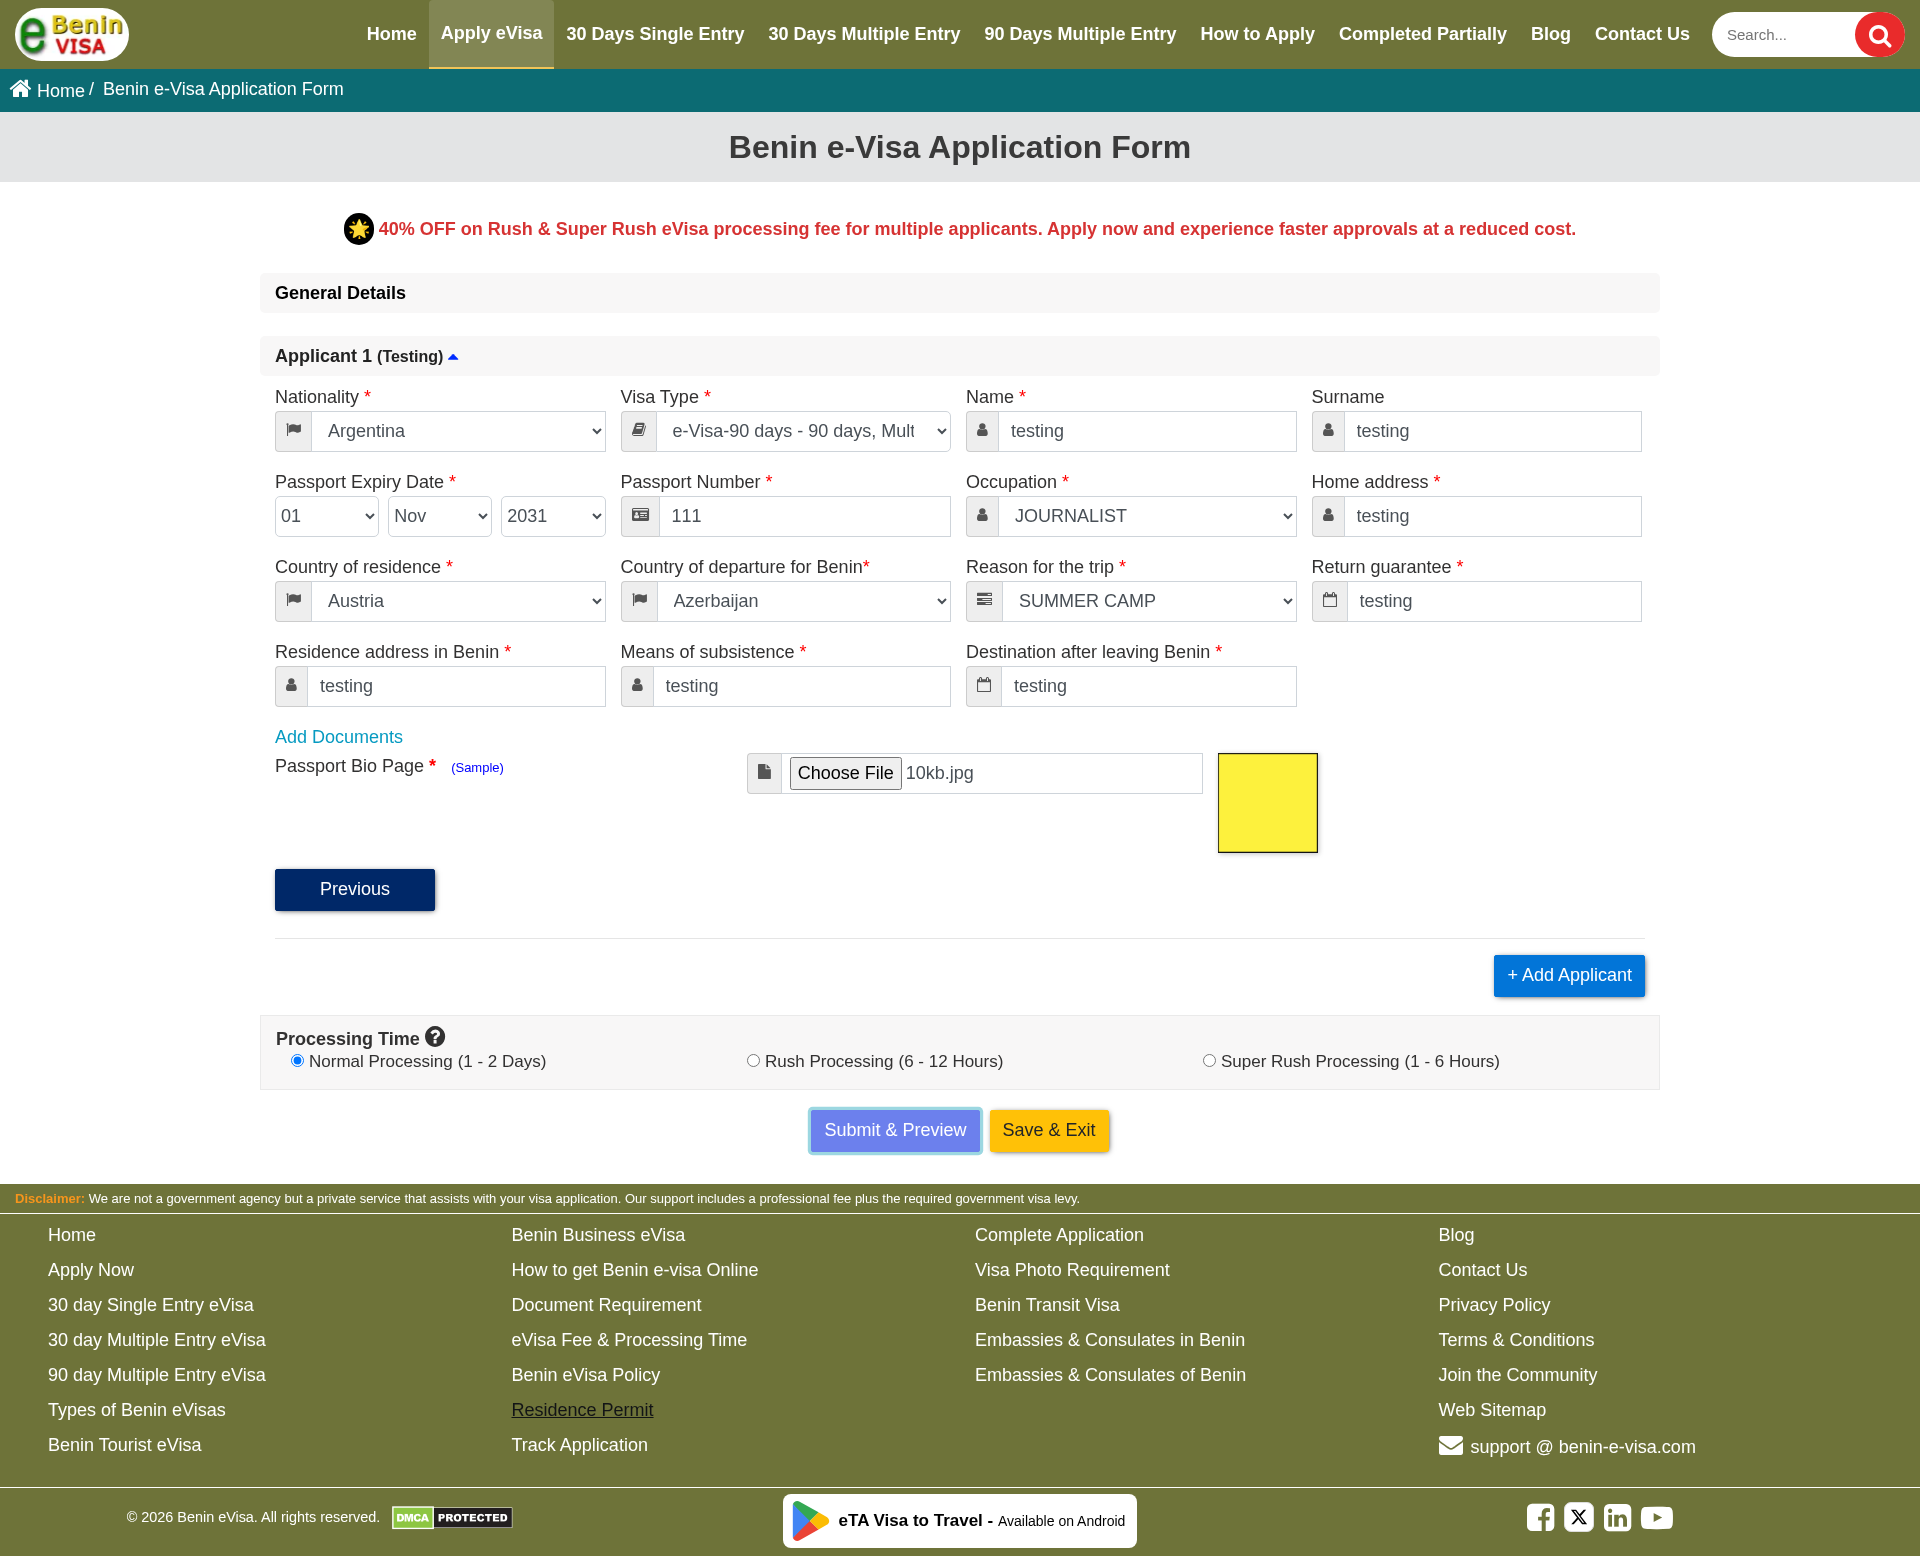 e Benin VISA
Home Apply eVisa 30 Days Single Entry 30 Days Multiple Entry 90 Days Multiple Entry How to Apply Completed Partially Blog Contact Us Search...
Home / Benin e-Visa Application Form
Benin e-Visa Application Form
40% OFF on Rush & Super Rush eVisa processing fee for multiple applicants. Apply now and experience faster approvals at a reduced cost.
General Details
Applicant 1 (Testing)
Nationality * Visa Type * Name * Surname
Argentina e-Visa-90 days - 90 days, Mult testing testing
Passport Expiry Date * Passport Number * Occupation * Home address *
01 Nov 2031 111 JOURNALIST testing
Country of residence * Country of departure for Benin* Reason for the trip * Return guarantee *
Austria Azerbaijan SUMMER CAMP testing
Residence address in Benin * Means of subsistence * Destination after leaving Benin *
testing testing testing
Add Documents
Passport Bio Page * (Sample) Choose File 10kb.jpg
Previous
+ Add Applicant
Processing Time ?
Normal Processing (1 - 2 Days) Rush Processing (6 - 12 Hours) Super Rush Processing (1 - 6 Hours)
Submit & Preview Save & Exit
Disclaimer: We are not a government agency but a private service that assists with your visa application. Our support includes a professional fee plus the required government visa levy.
Home Benin Business eVisa Complete Application Blog
Apply Now How to get Benin e-visa Online Visa Photo Requirement Contact Us
30 day Single Entry eVisa Document Requirement Benin Transit Visa Privacy Policy
30 day Multiple Entry eVisa eVisa Fee & Processing Time Embassies & Consulates in Benin Terms & Conditions
90 day Multiple Entry eVisa Benin eVisa Policy Embassies & Consulates of Benin Join the Community
Types of Benin eVisas Residence Permit Web Sitemap
Benin Tourist eVisa Track Application support @ benin-e-visa.com
© 2026 Benin eVisa. All rights reserved. DMCA PROTECTED eTA Visa to Travel - Available on Android